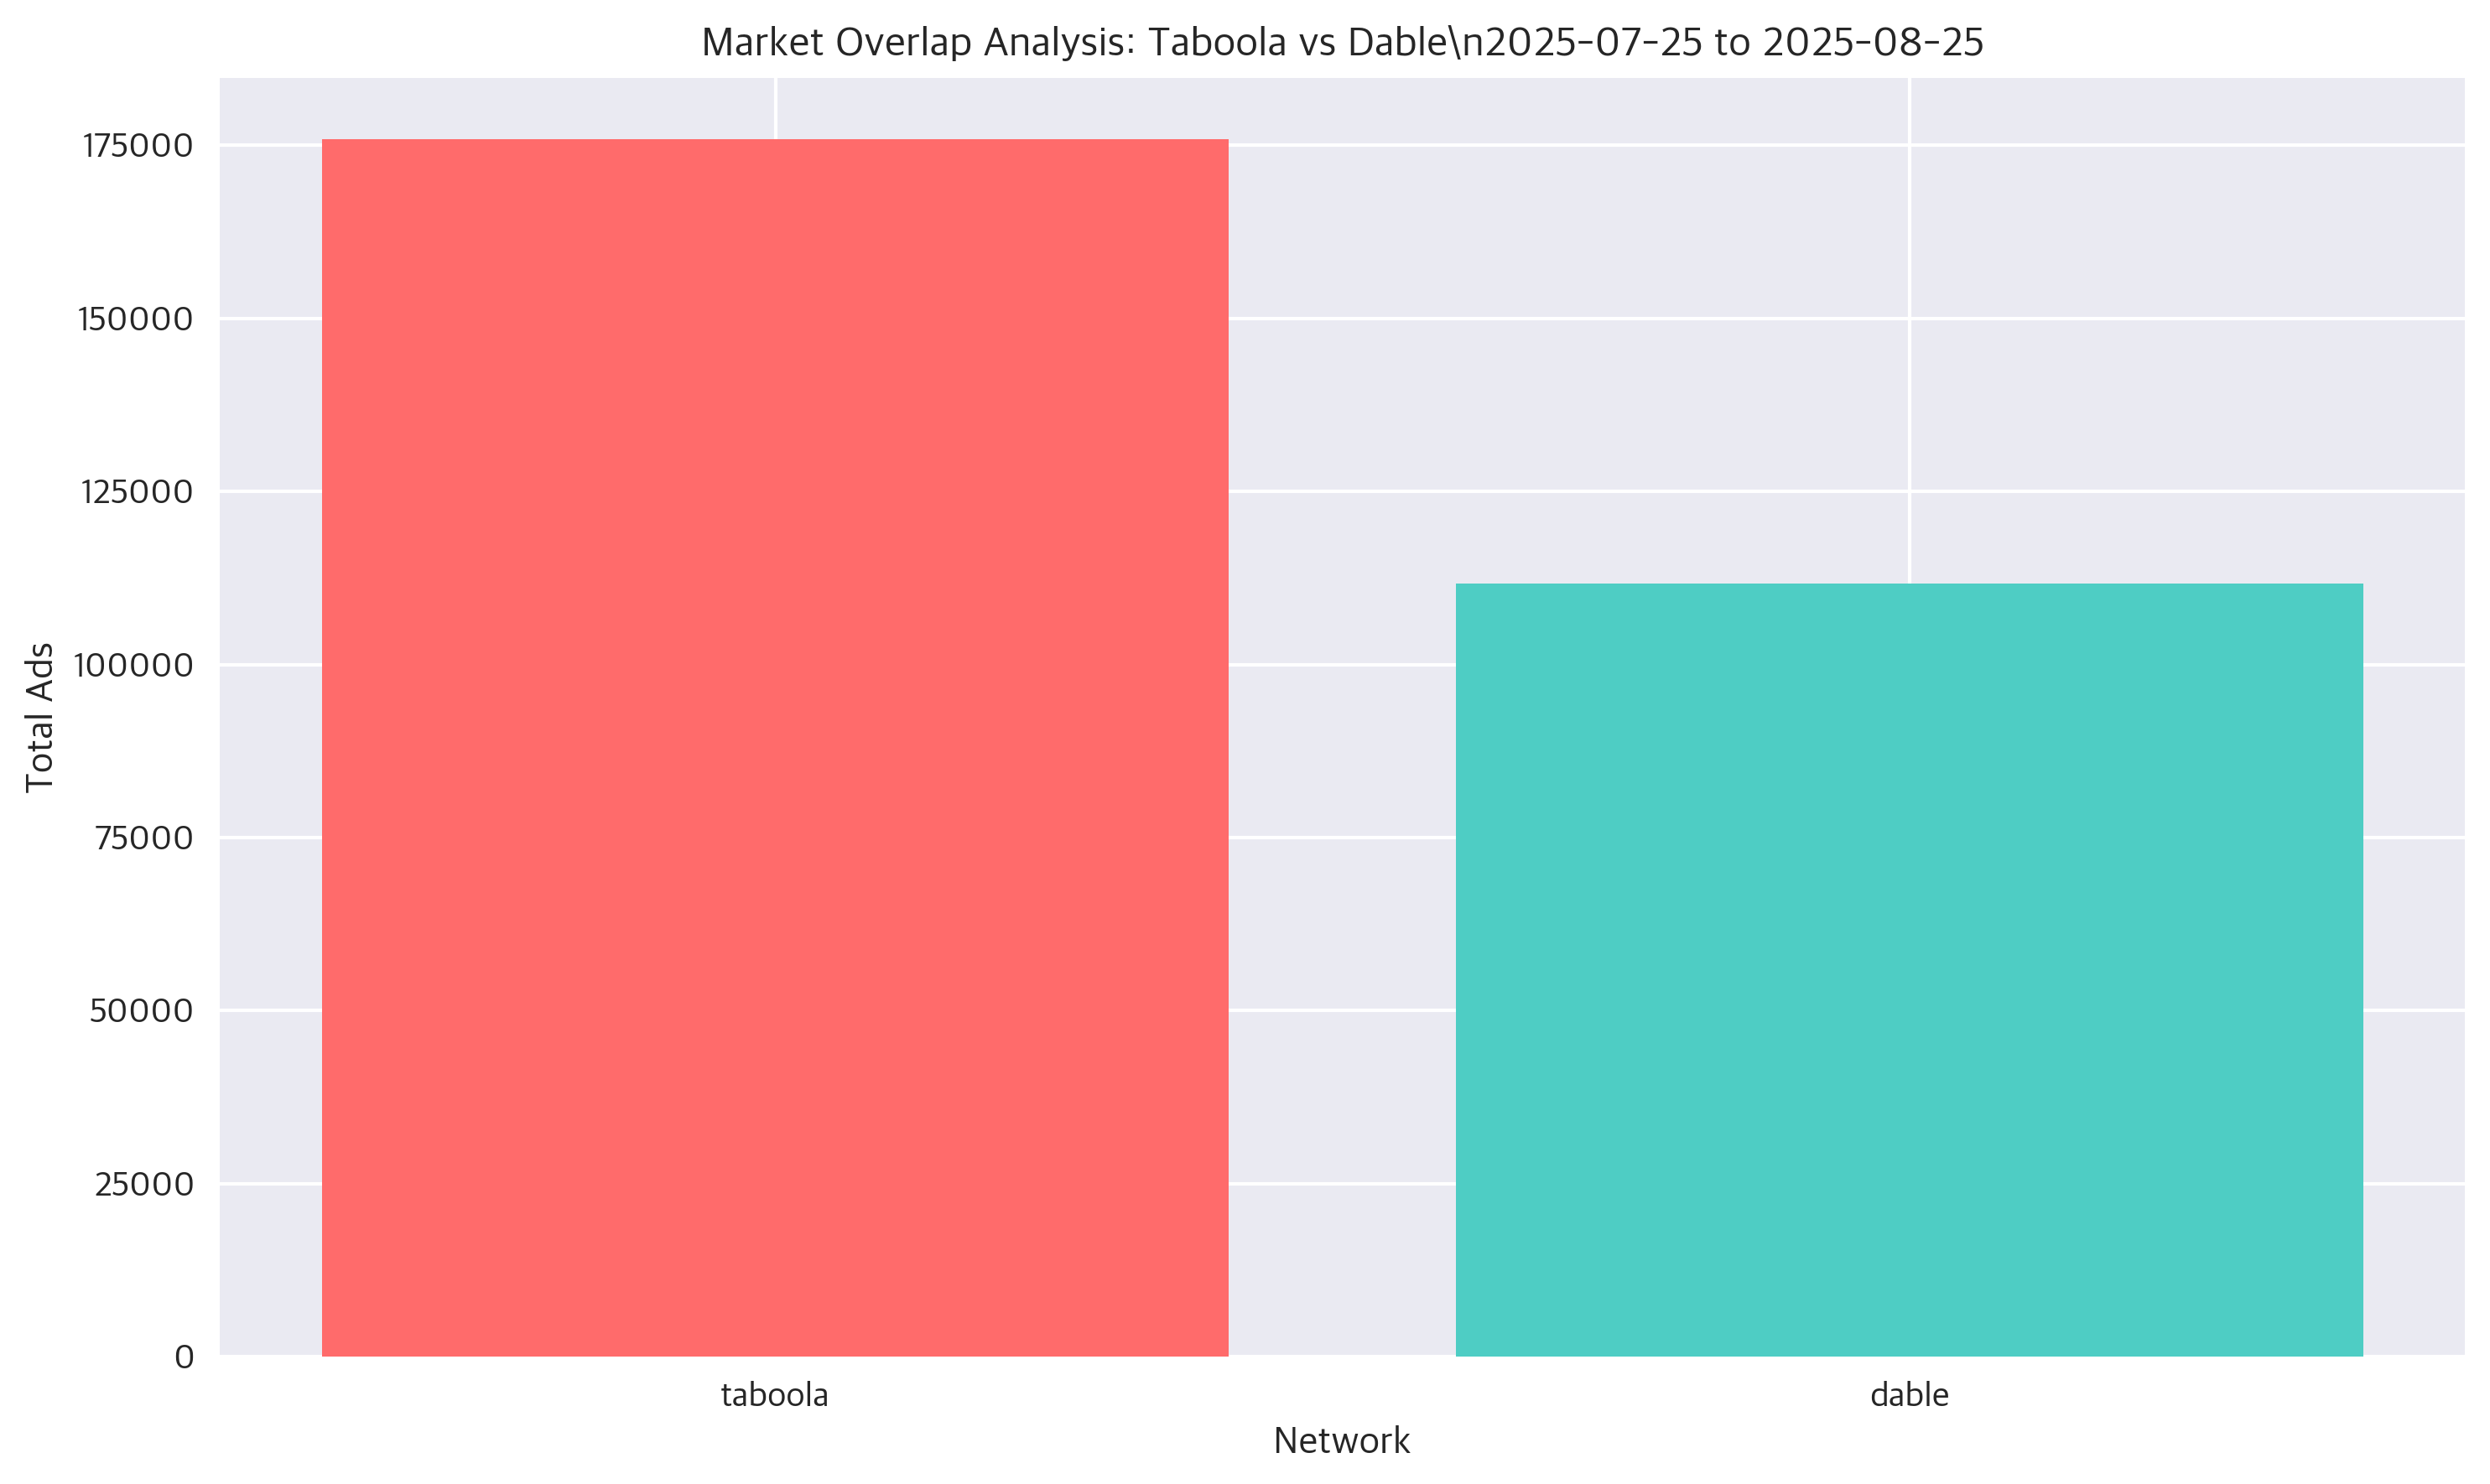 Market Overlap Analysis: Taboola vs Dable\n2025-07-25 to 2025-08-25
175000
150000
125000
100000
75000
50000
25000
0
Total Ads
taboola
dable
Network